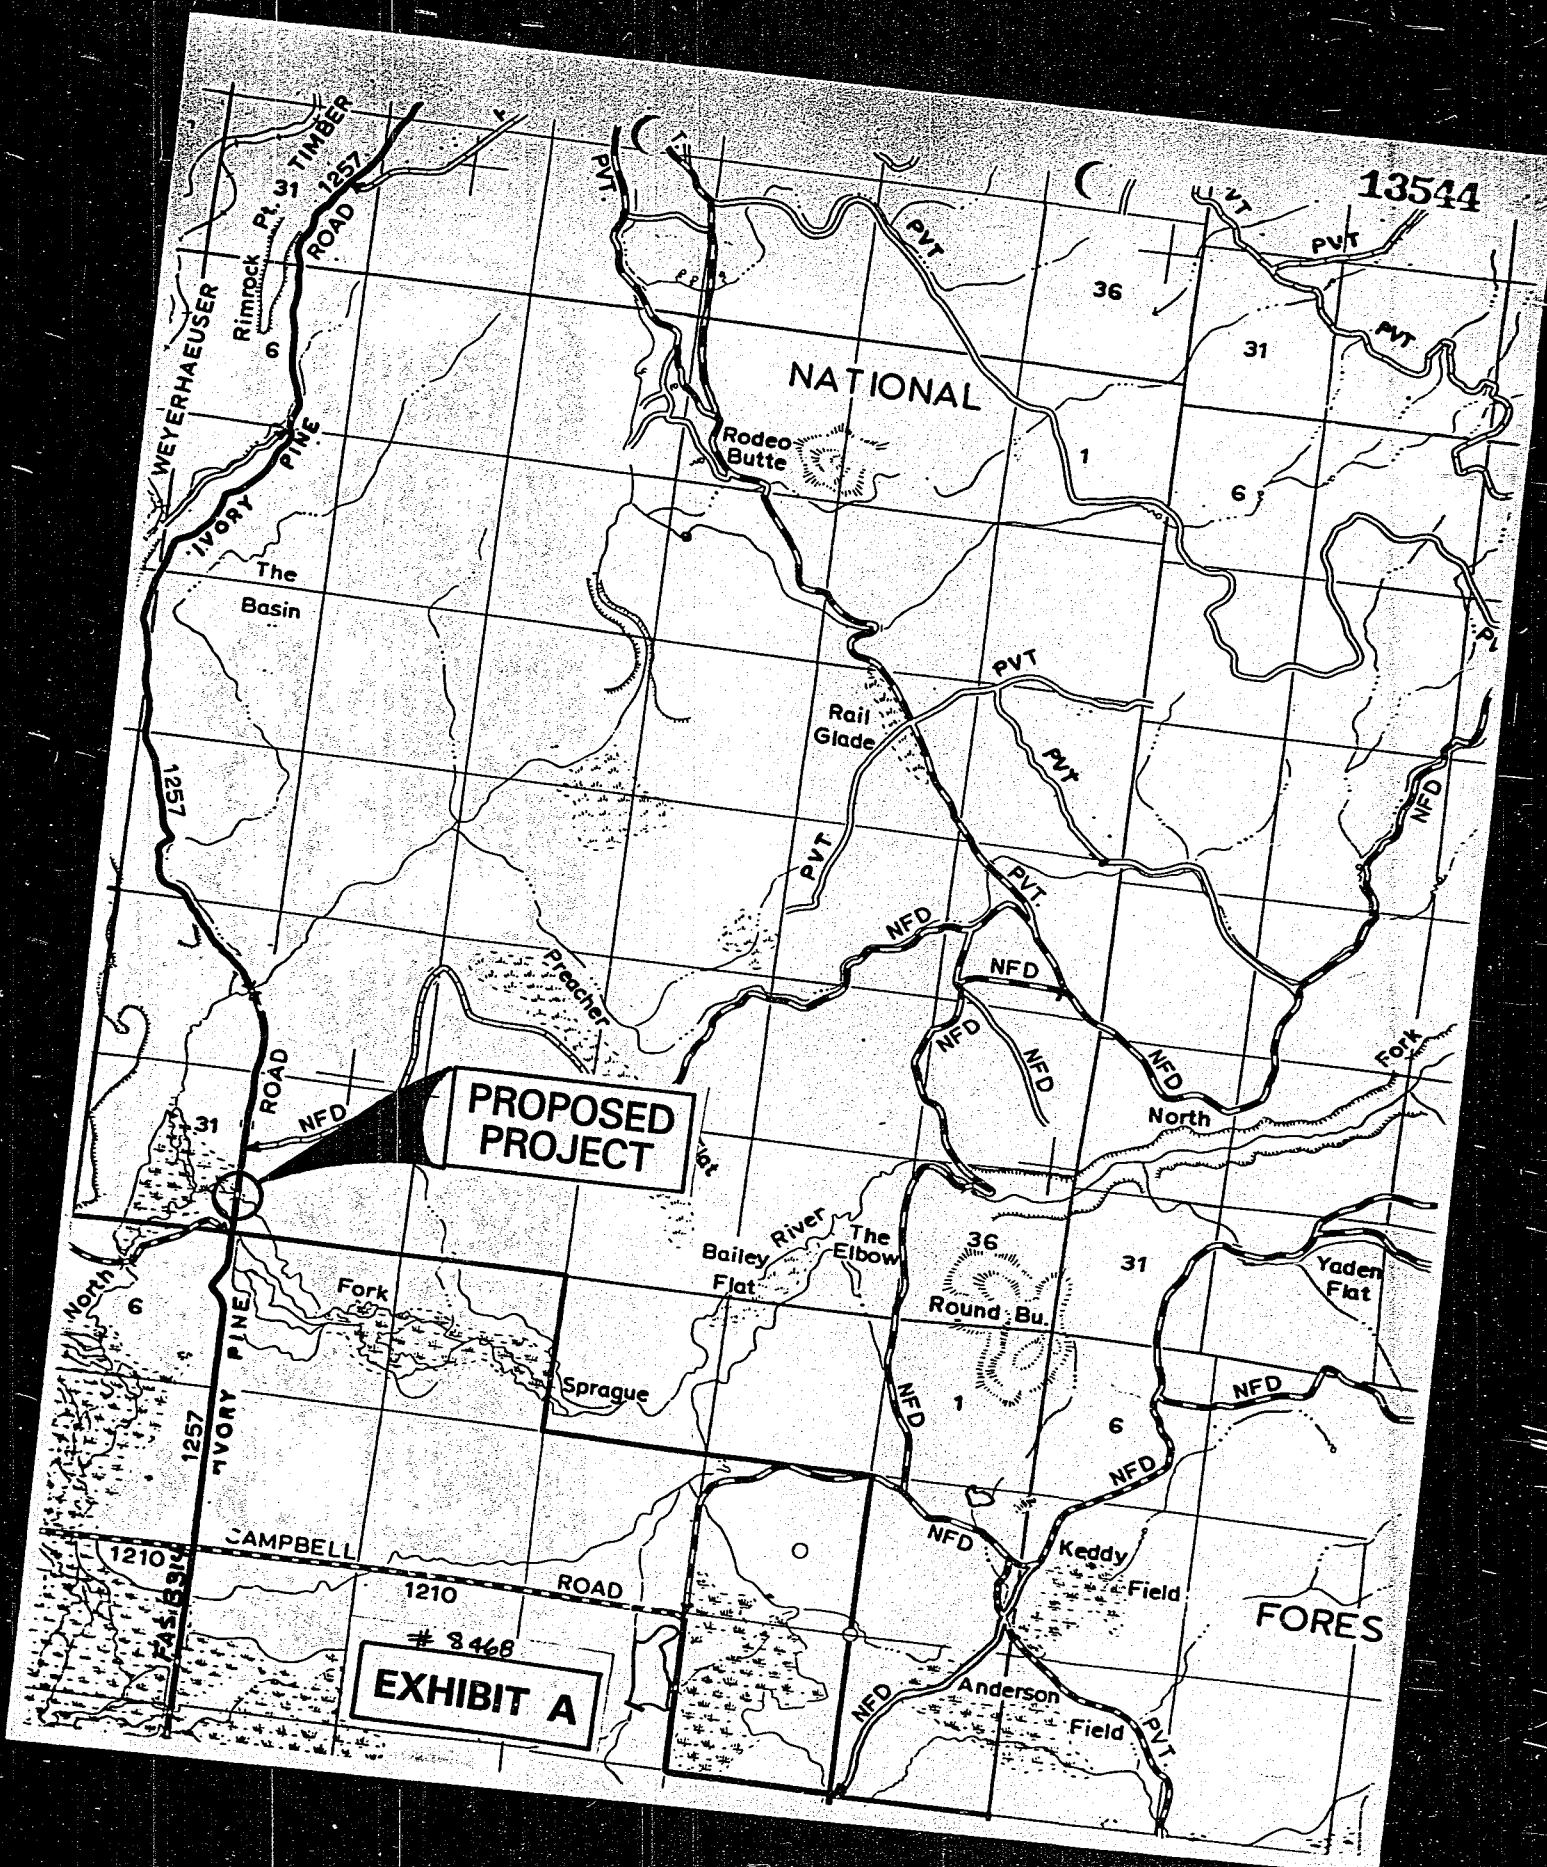 13544
TIMBER
31
1257
Pt.
ROAD
Rimrock
WEYERHAEUSER
6
PVT.
PVT
VT
PVT
PVT
36
31
NATIONAL
Rodeo
Butte
1
6
PINE
IVORY
The
Basin
PVT
Rail
Glade
PVT
PVT
1257
NFD
PVT.
NFD
NFD
Preacher
NFD
NFD
NFD
Fork
North
ROAD
NFD
31
PROPOSED
PROJECT
lat
River
The
Elbow
Bailey
Flat
36
31
Yaden
Flat
Round Bu.
North
6
Fork
PINE
Sprague
NFD
1
6
NFD
NFD
IVORY
1257
CAMPBELL
1210
1210
ROAD
FAS B914
NFD
Keddy
Field
FORES
# 8468
EXHIBIT A
Anderson
Field
NFD
PVT